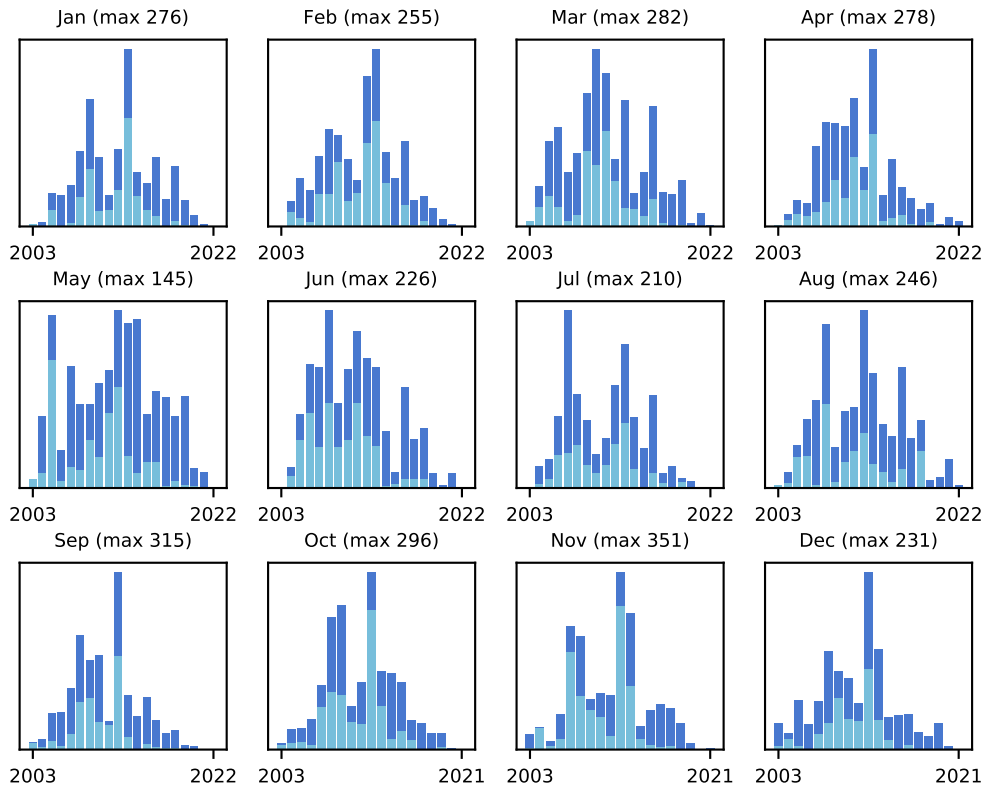 Jan (max 276)
Feb (max 255)
Mar (max 282)
Apr (max 278)
2003 2022
2003 2022
2003 2022
2003 2022
May (max 145)
Jun (max 226)
Jul (max 210)
Aug (max 246)
2003 2022
2003 2022
2003 2022
2003 2022
Sep (max 315)
Oct (max 296)
Nov (max 351)
Dec (max 231)
2003 2022
2003 2021
2003 2021
2003 2021